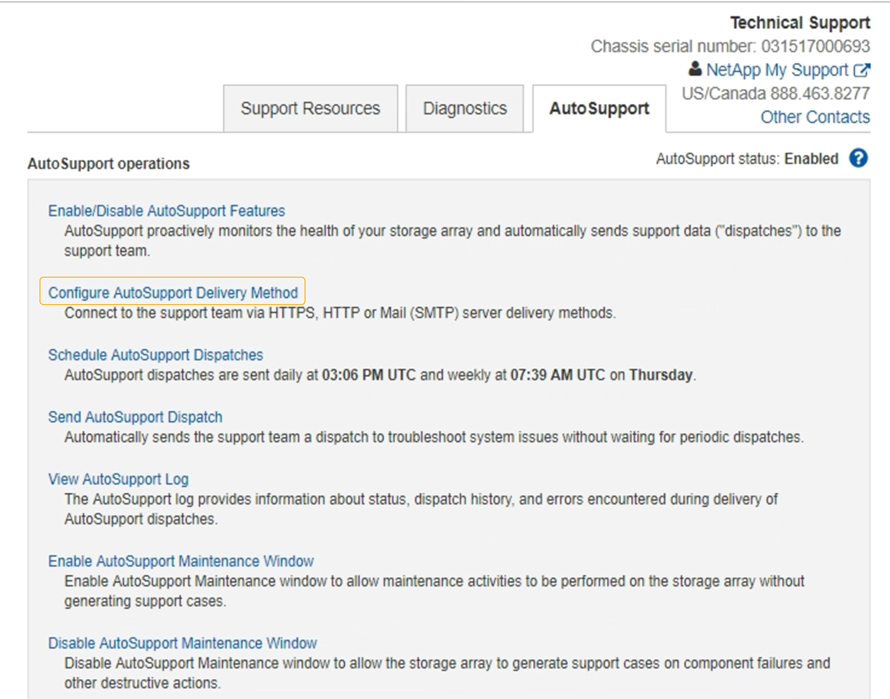 Technical Support
Chassis serial number: 031517000693
NetApp My Support
US/Canada 888.463.8277
Other Contacts
Support Resources
Diagnostics
AutoSupport
AutoSupport operations
AutoSupport status: Enabled
Enable/Disable AutoSupport Features
AutoSupport proactively monitors the health of your storage array and automatically sends support data ("dispatches") to the
support team.
Configure AutoSupport Delivery Method
Connect to the support team via HTTPS, HTTP or Mail (SMTP) server delivery methods.
Schedule AutoSupport Dispatches
AutoSupport dispatches are sent daily at 03:06 PM UTC and weekly at 07:39 AM UTC on Thursday.
Send AutoSupport Dispatch
Automatically sends the support team a dispatch to troubleshoot system issues without waiting for periodic dispatches.
View AutoSupport Log
The AutoSupport log provides information about status, dispatch history, and errors encountered during delivery of
AutoSupport dispatches.
Enable AutoSupport Maintenance Window
Enable AutoSupport Maintenance window to allow maintenance activities to be performed on the storage array without
generating support cases.
Disable AutoSupport Maintenance Window
Disable AutoSupport Maintenance window to allow the storage array to generate support cases on component failures and
other destructive actions.